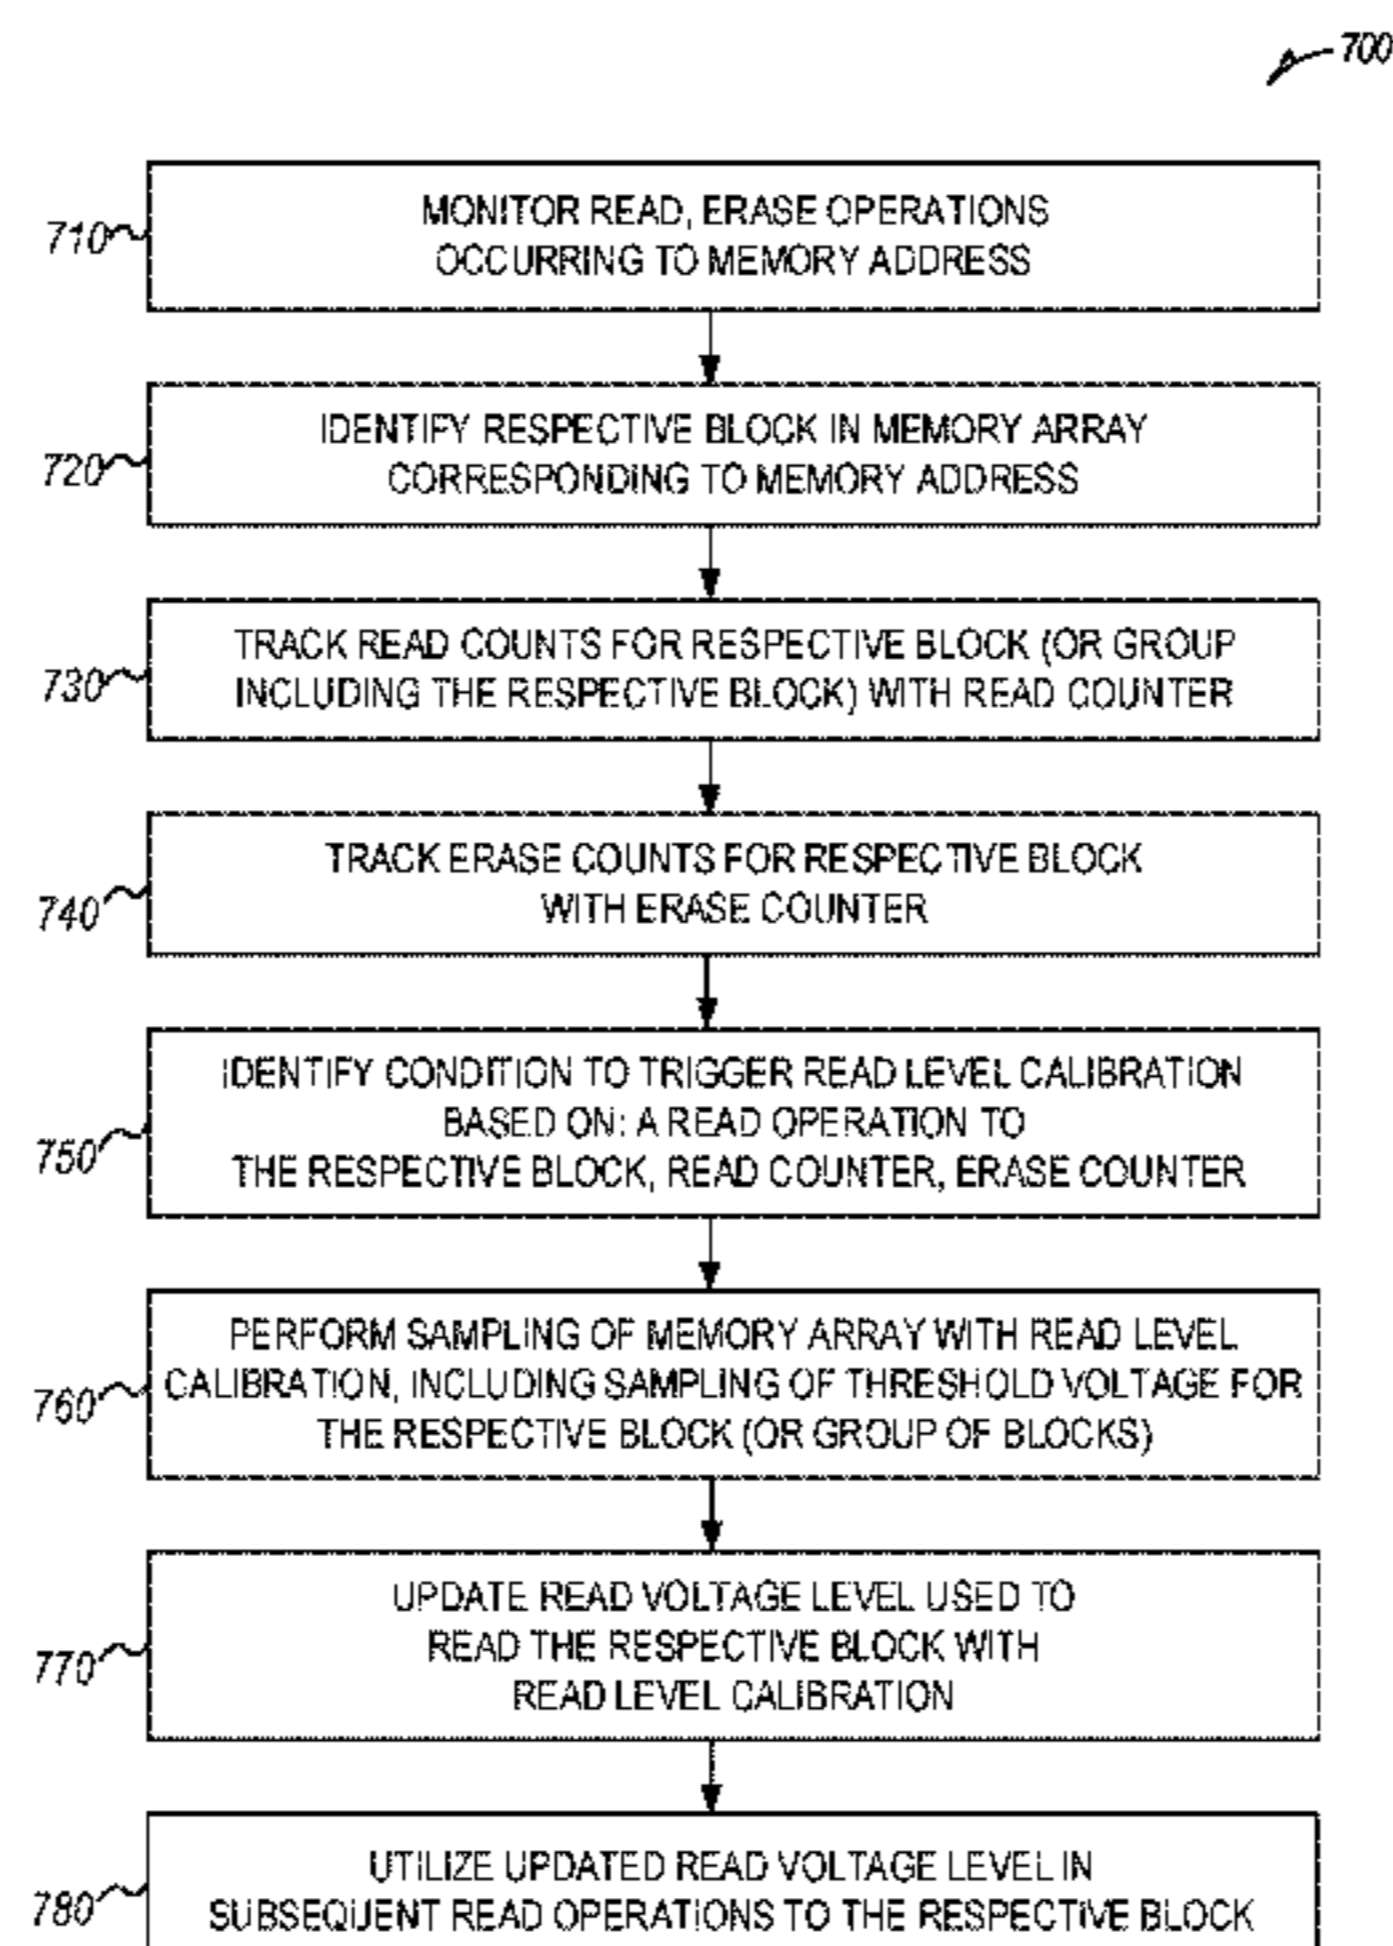 700
710
MONITOR READ, ERASE OPERATIONS
OCCURRING TO MEMORY ADDRESS
720
IDENTIFY RESPECTIVE BLOCK IN MEMORY ARRAY
CORRESPONDING TO MEMORY ADDRESS
730
TRACK READ COUNTS FOR RESPECTIVE BLOCK (OR GROUP
INCLUDING THE RESPECTIVE BLOCK) WITH READ COUNTER
740
TRACK ERASE COUNTS FOR RESPECTIVE BLOCK
WITH ERASE COUNTER
750
IDENTIFY CONDITION TO TRIGGER READ LEVEL CALIBRATION
BASED ON: A READ OPERATION TO
THE RESPECTIVE BLOCK, READ COUNTER, ERASE COUNTER
760
PERFORM SAMPLING OF MEMORY ARRAY WITH READ LEVEL
CALIBRATION, INCLUDING SAMPLING OF THRESHOLD VOLTAGE FOR
THE RESPECTIVE BLOCK (OR GROUP OF BLOCKS)
770
UPDATE READ VOLTAGE LEVEL USED TO
READ THE RESPECTIVE BLOCK WITH
READ LEVEL CALIBRATION
780
UTILIZE UPDATED READ VOLTAGE LEVEL IN
SUBSEQUENT READ OPERATIONS TO THE RESPECTIVE BLOCK